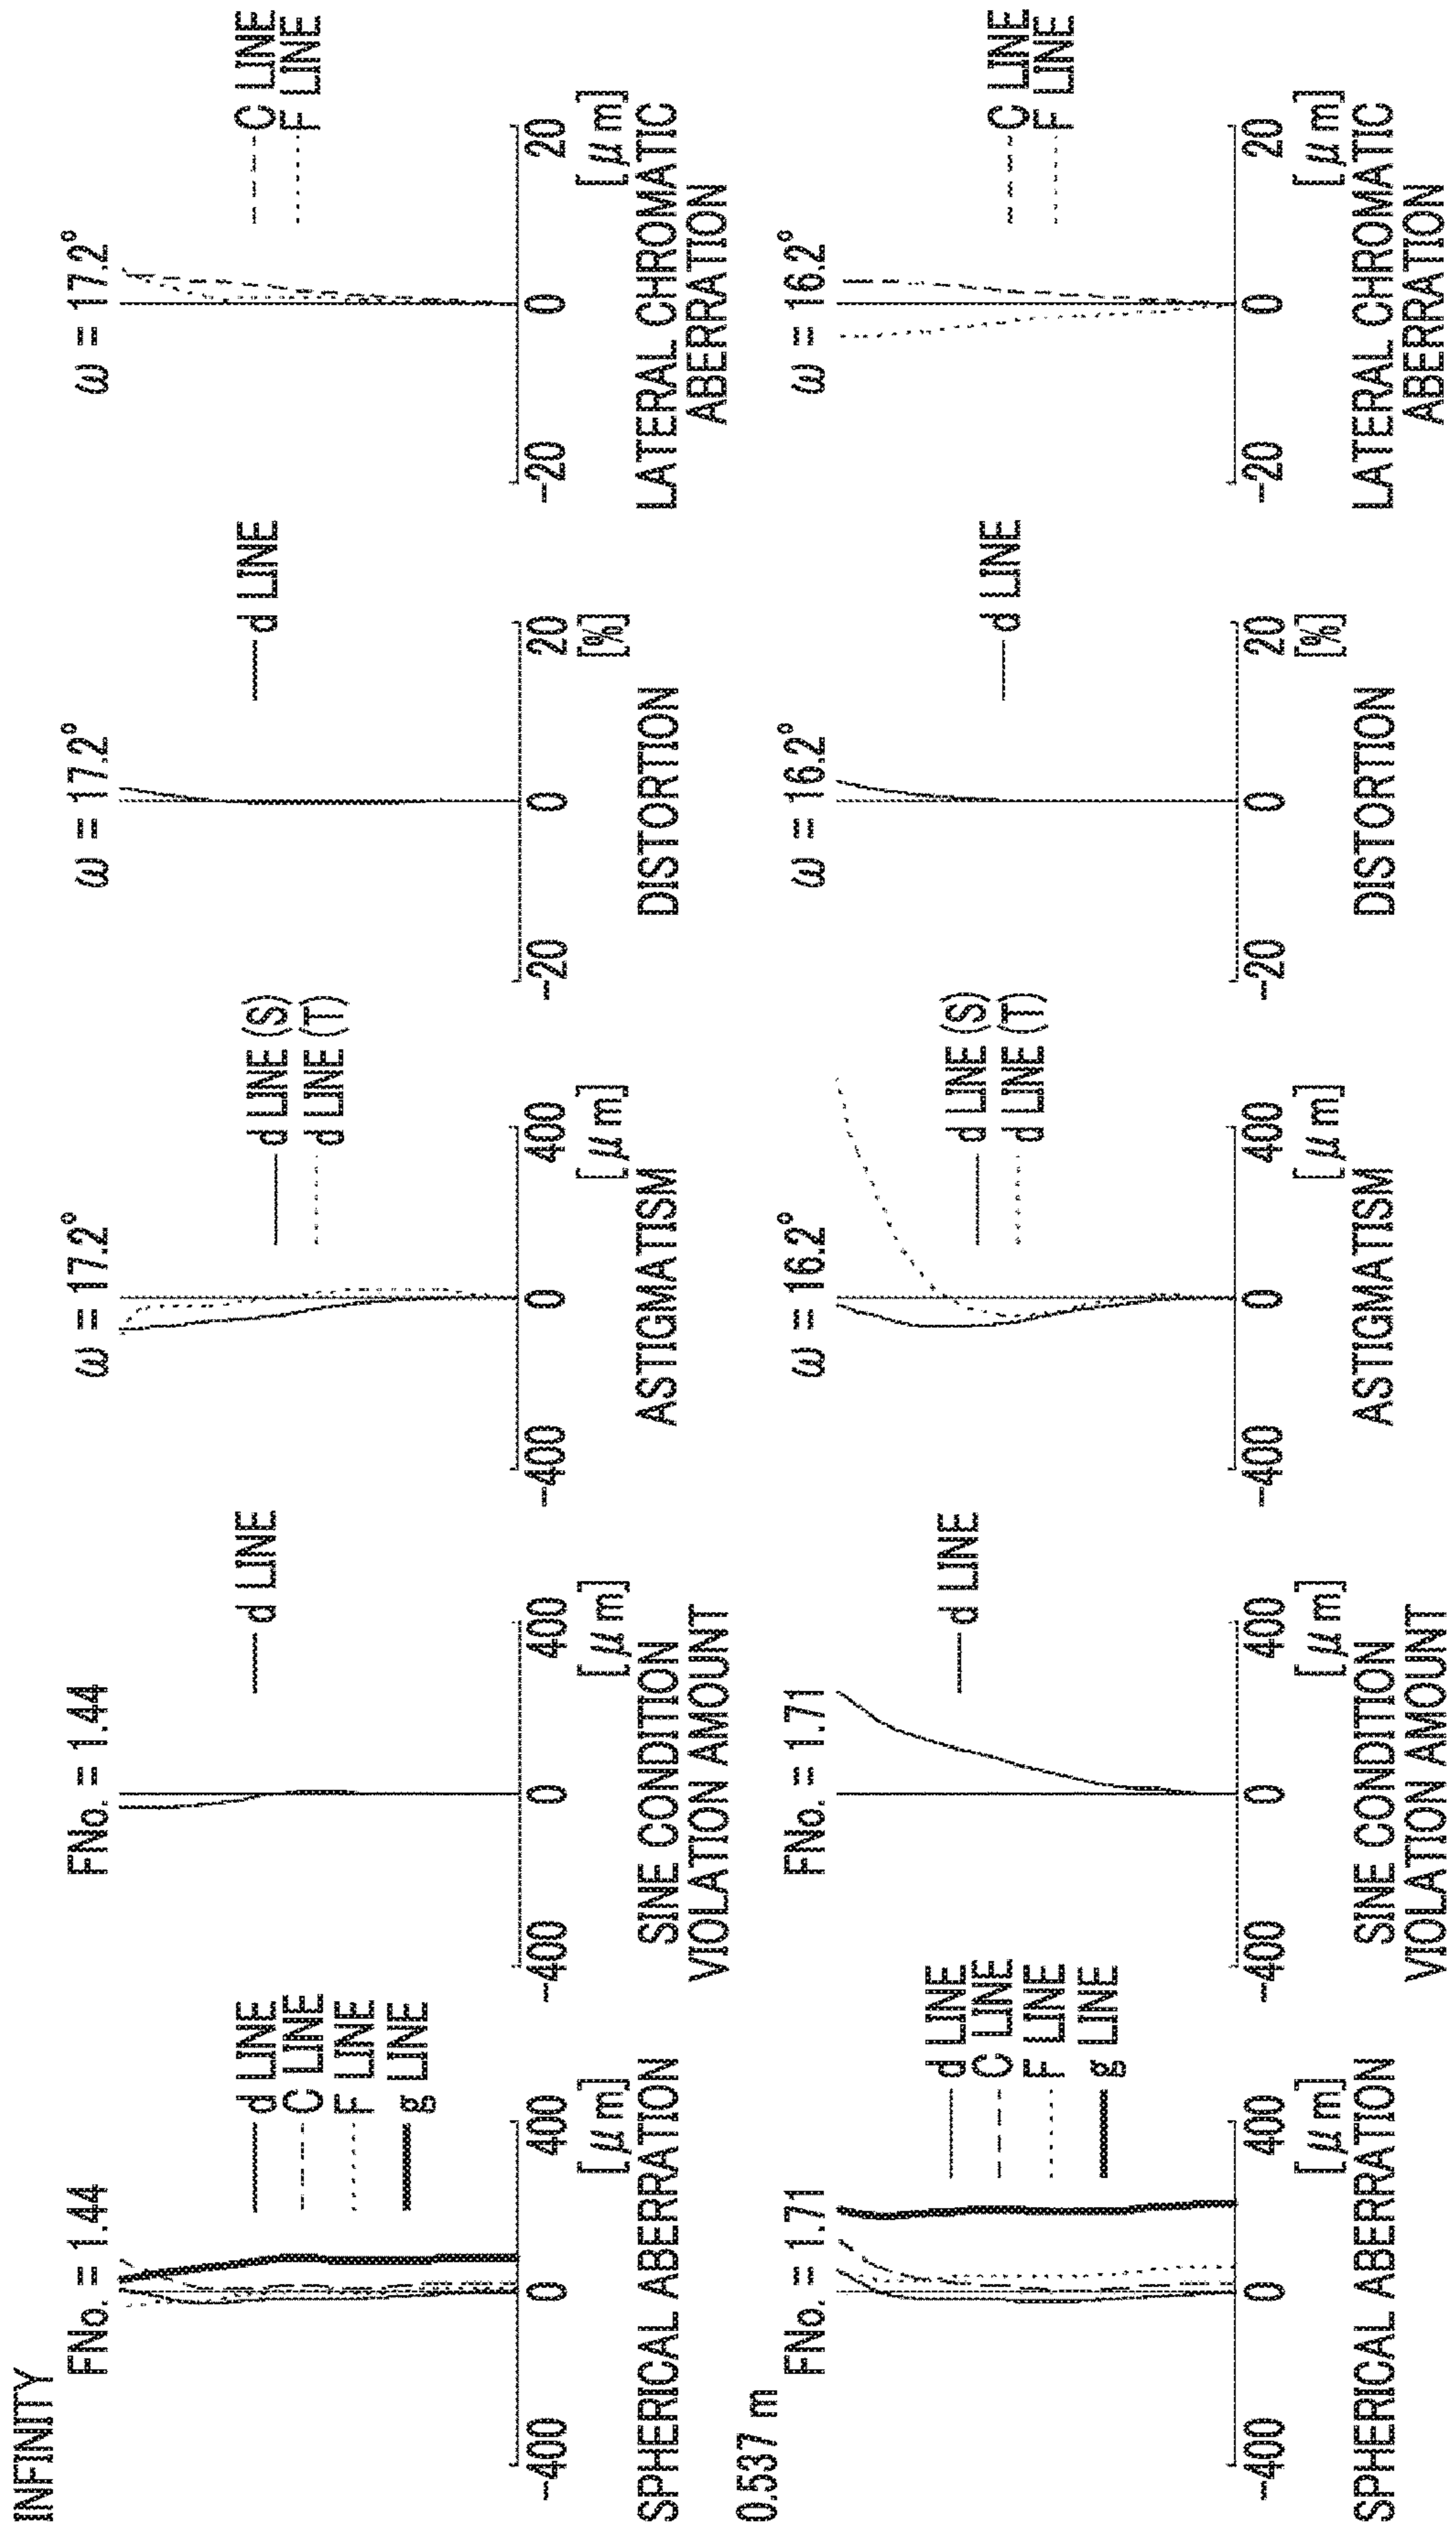 INFINITY
FNo. = 1.44
d LINE
C LINE
F LINE
g LINE
-400
0
400
[μm]
SPHERICAL ABERRATION
FNo. = 1.44
d LINE
-400
0
400
[μm]
SINE CONDITION
VIOLATION AMOUNT
ω = 17.2°
d LINE (S)
d LINE (T)
-400
0
400
[μm]
ASTIGMATISM
ω = 17.2°
d LINE
-20
0
20
[%]
DISTORTION
ω = 17.2°
C LINE
F LINE
-20
0
20
[μm]
LATERAL CHROMATIC
ABERRATION
0.537 m
FNo. = 1.71
d LINE
C LINE
F LINE
g LINE
-400
0
400
[μm]
SPHERICAL ABERRATION
FNo. = 1.71
d LINE
-400
0
400
[μm]
SINE CONDITION
VIOLATION AMOUNT
ω = 16.2°
d LINE (S)
d LINE (T)
-400
0
400
[μm]
ASTIGMATISM
ω = 16.2°
d LINE
-20
0
20
[%]
DISTORTION
ω = 16.2°
C LINE
F LINE
-20
0
20
[μm]
LATERAL CHROMATIC
ABERRATION